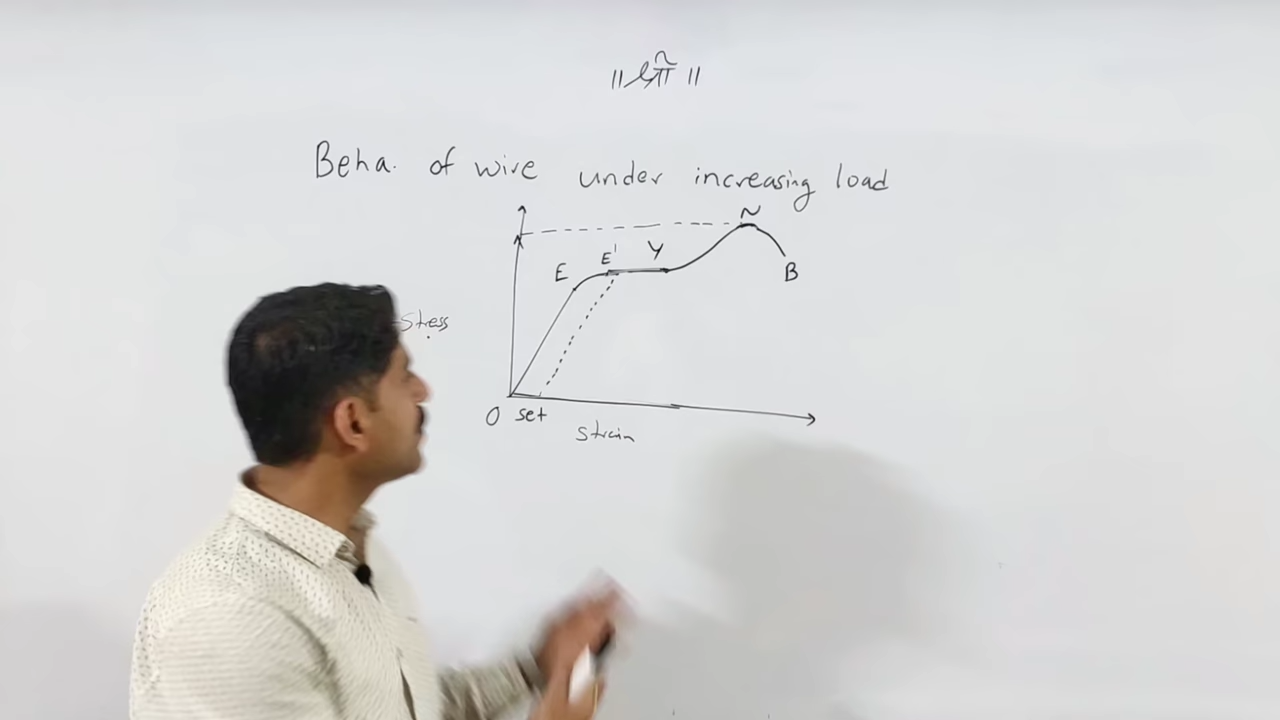 ॥ श्री ॥
Beha. of wire under increasing load
N
E' Y
E
B
Stress
O set
Strain